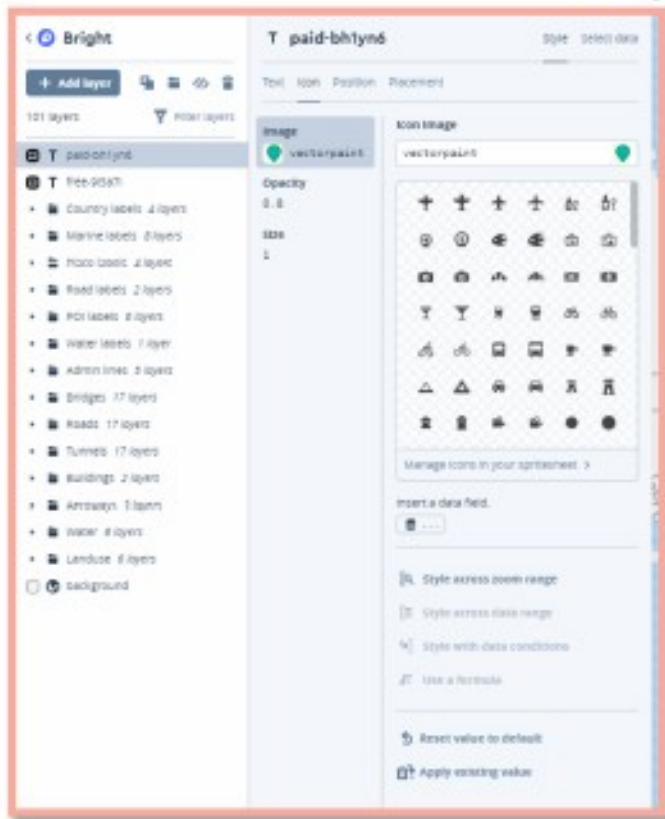 Bright
+ Add layer
101 layers
Filter layers
T paid-bh1yn6
T
Country labels 4 layers
Marine labels 8 layers
Place labels 4 layers
Road labels 2 layers
POI labels 8 layers
Water labels 1 layer
Admin lines 5 layers
Bridges 17 layers
Roads 17 layers
Tunnels 17 layers
Buildings 2 layers
Water layers
Landuse 6 layers
background
T paid-bh1yn6
Style Select data
Text Icon Position Placement
Image
vectorpaint
Opacity
0.8
Size
1
Icon Image
vectorpaint
Manage icons in your spritesheet >
Insert a data field.
...
Style across zoom range
Style across data range
Style with data conditions
Use a formula
Reset value to default
Apply existing value